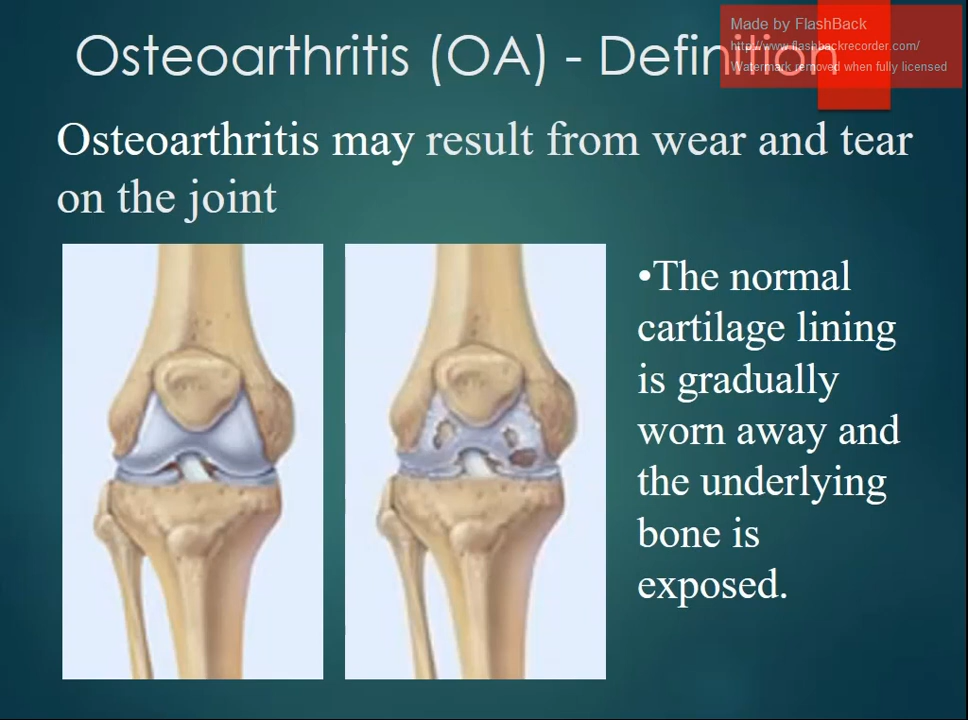 Osteoarthritis (OA) - Definition
Made by FlashBack
http://www.flashbackrecorder.com/
Watermark removed when fully licensed
Osteoarthritis may result from wear and tear
on the joint
•The normal
cartilage lining
is gradually
worn away and
the underlying
bone is
exposed.